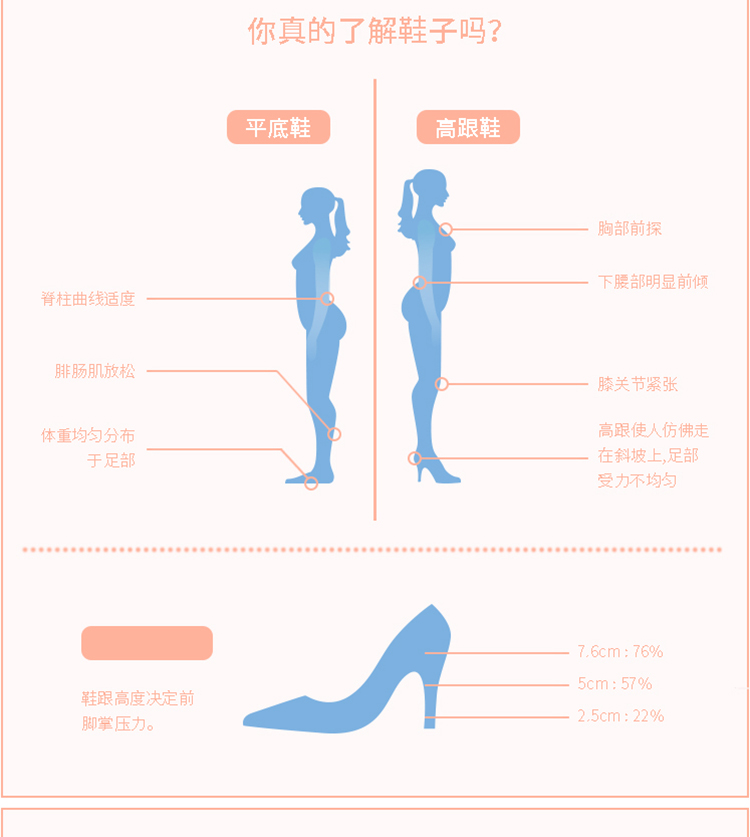 你真的了解鞋子吗？
平底鞋
高跟鞋
脊柱曲线适度
腓肠肌放松
体重均匀分布
于足部
胸部前探
下腰部明显前倾
膝关节紧张
高跟使人仿佛走
在斜坡上,足部
受力不均匀
鞋跟高度决定前
脚掌压力。
7.6cm : 76%
5cm : 57%
2.5cm : 22%